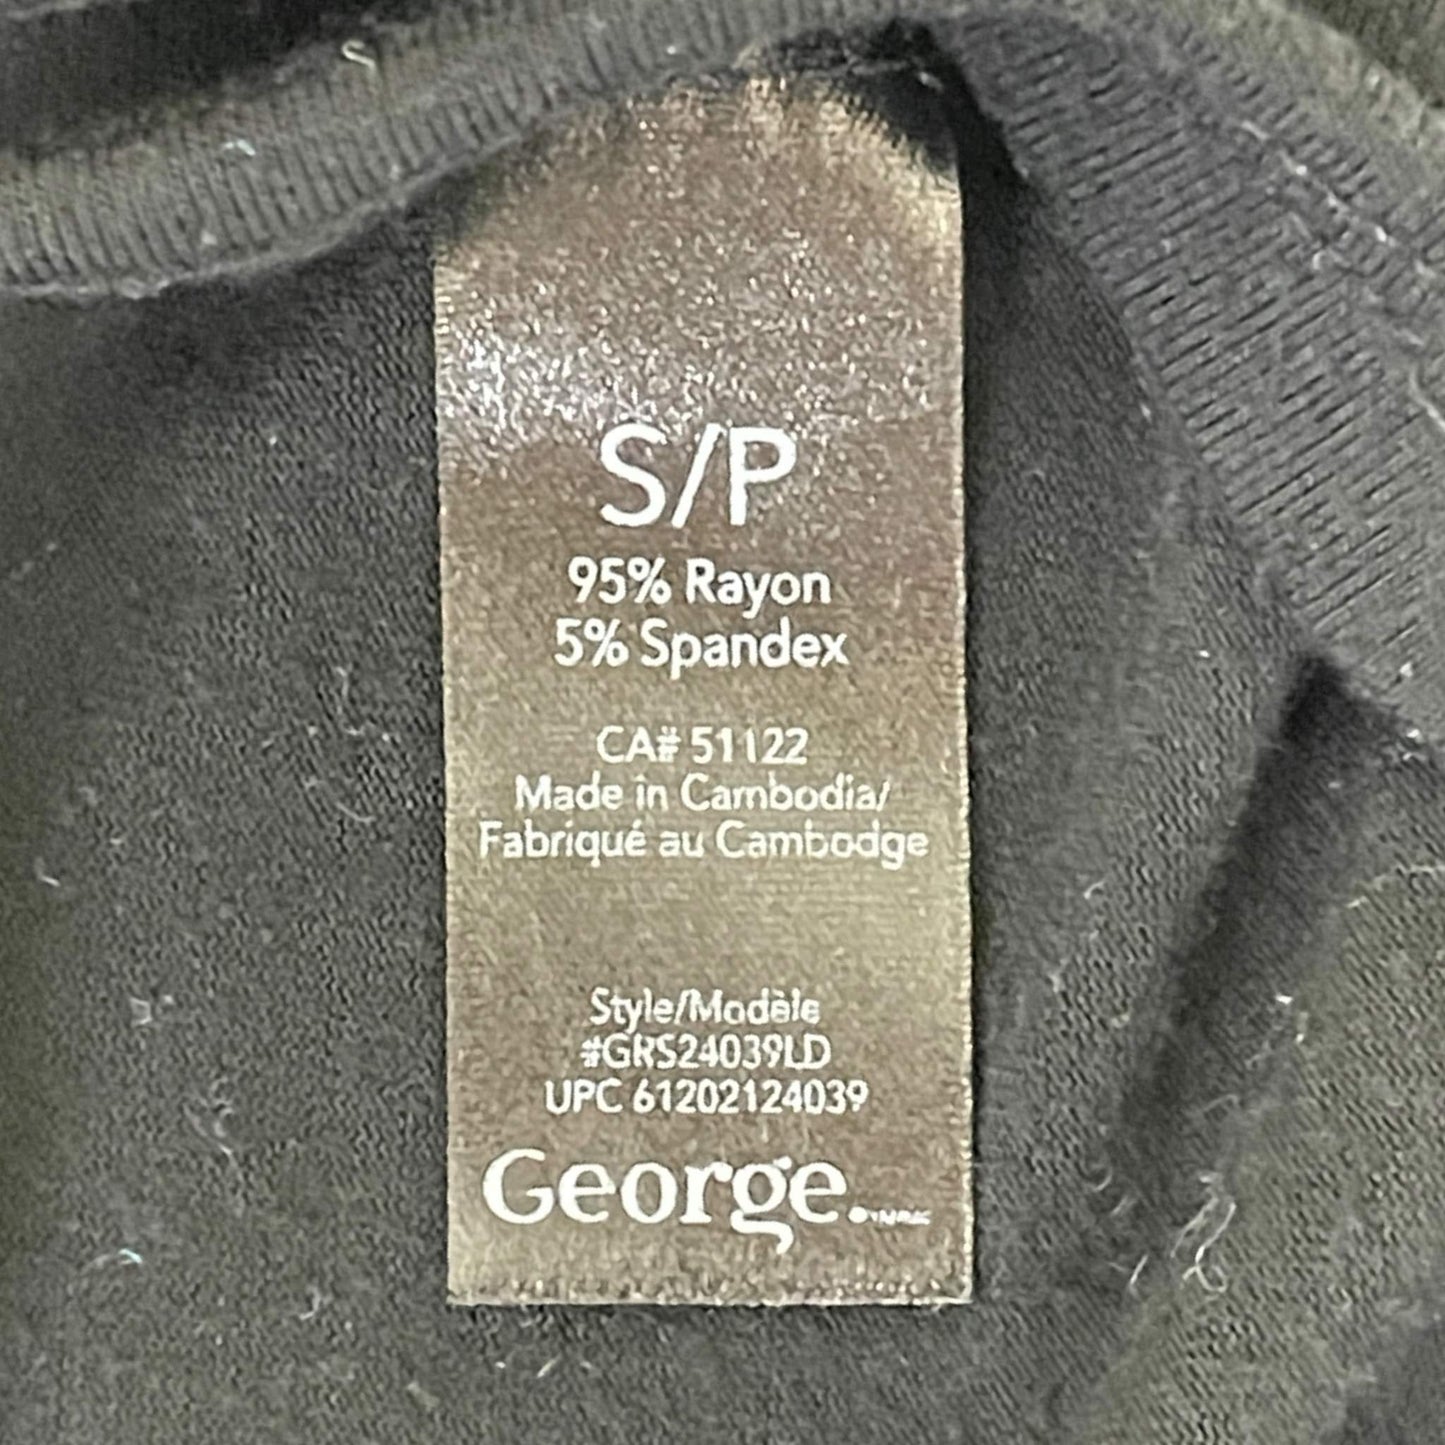 S/P
95% Rayon
5% Spandex
CA# 51122
Made in Cambodia/
Fabriqué au Cambodge
Style/Modèle
#GRS24039LD
UPC 61202124039
George